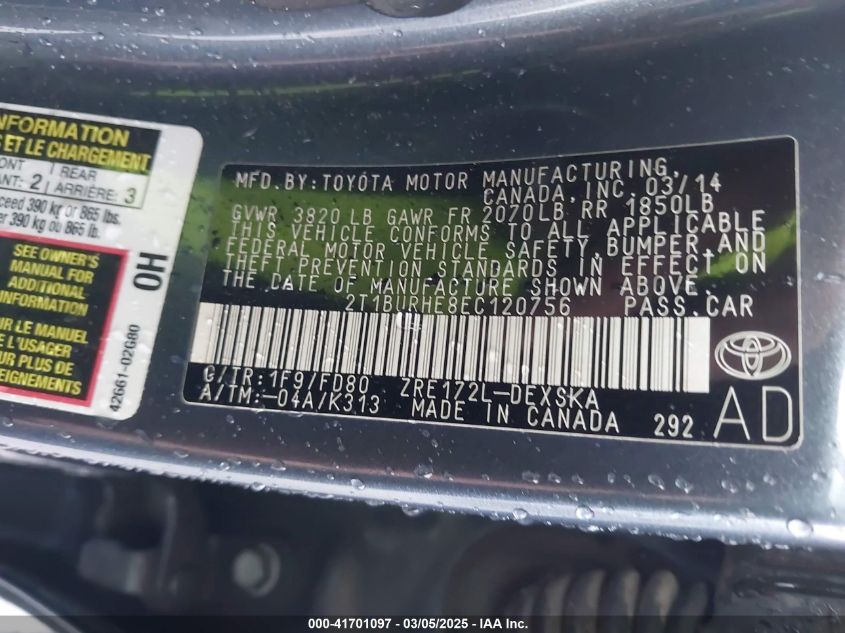 INFORMATION
S ET LE CHARGEMENT
ONT
ANT: 2
REAR
ARRIÈRE: 3
ceed 390 kg or 865 lbs.
r 390 kg ou 865 lb.
SEE OWNER'S
MANUAL FOR
ADDITIONAL
INFORMATION
IR LE MANUEL
E L'USAGER
UR PLUS DE
SEIGNEMENTS
OH
42661-02G80
MFD.BY:TOYOTA MOTOR MANUFACTURING,
CANADA, INC. 03/14
GVWR 3820 LB GAWR FR 2070LB, RR 1850LB
THIS VEHICLE CONFORMS TO ALL APPLICABLE
FEDERAL MOTOR VEHICLE SAFETY, BUMPER, AND
THEFT PREVENTION STANDARDS IN EFFECT ON
THE DATE OF MANUFACTURE SHOWN ABOVE.
2T1BURHE8EC120756 PASS.CAR
C/TR:1F9/FD80 ZRE172L-DEXSKA
A/TM:-04A/K313 MADE IN CANADA 292
AD
000-41701097 - 03/05/2025 - IAA Inc.